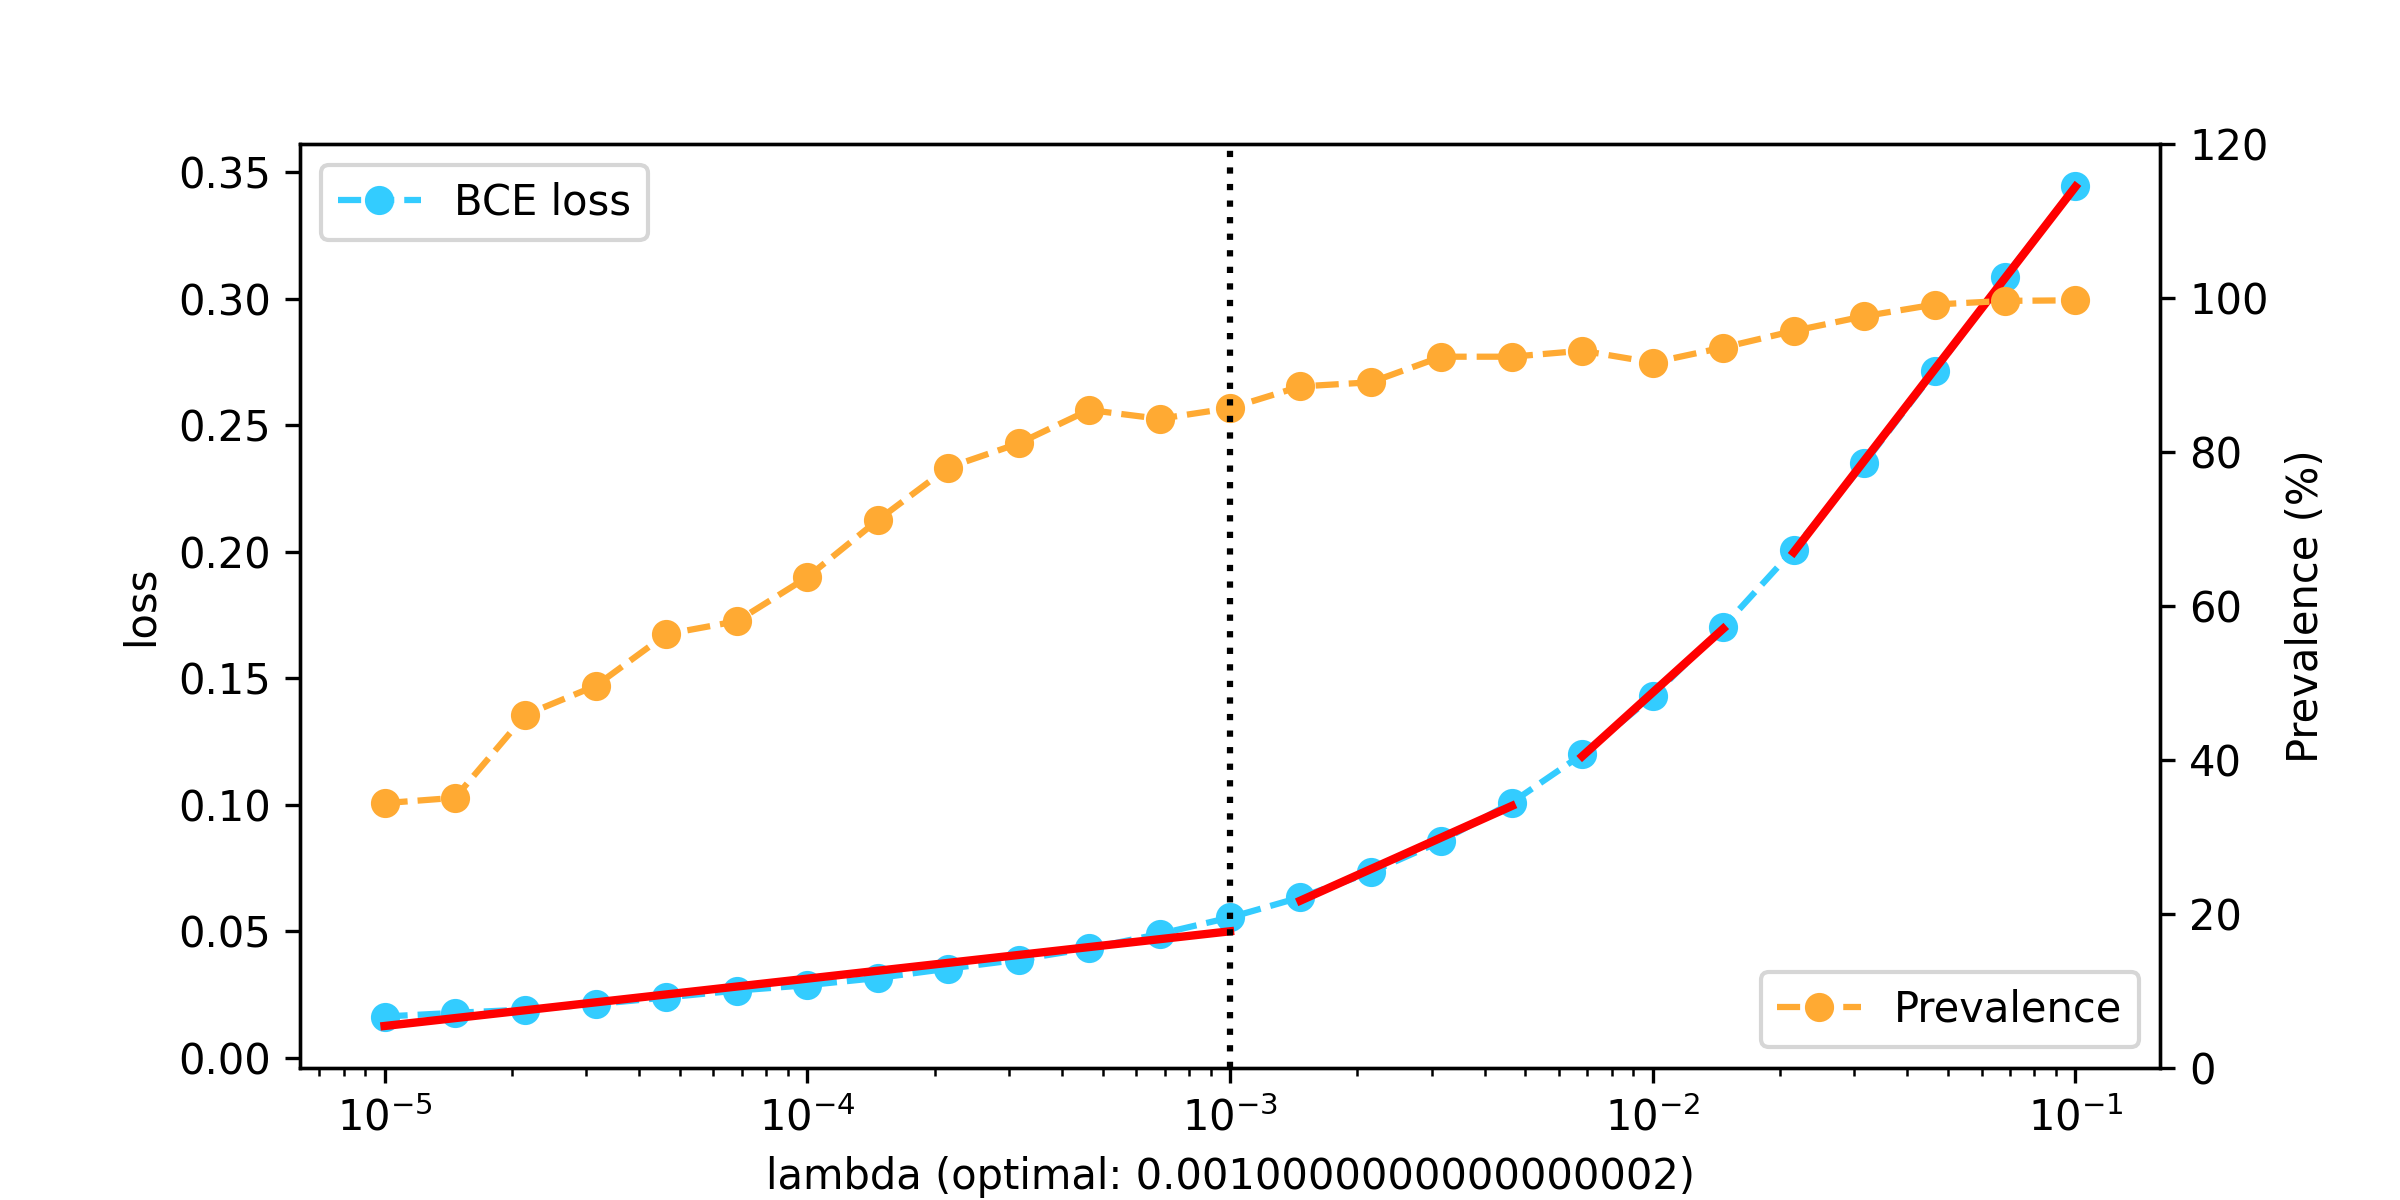 BCE loss
Prevalence
0.35
0.30
0.25
0.20
0.15
0.10
0.05
0.00
loss
120
100
80
60
40
20
0
Prevalence (%)
10⁻⁵ 10⁻⁴ 10⁻³ 10⁻² 10⁻¹
lambda (optimal: 0.0010000000000000002)